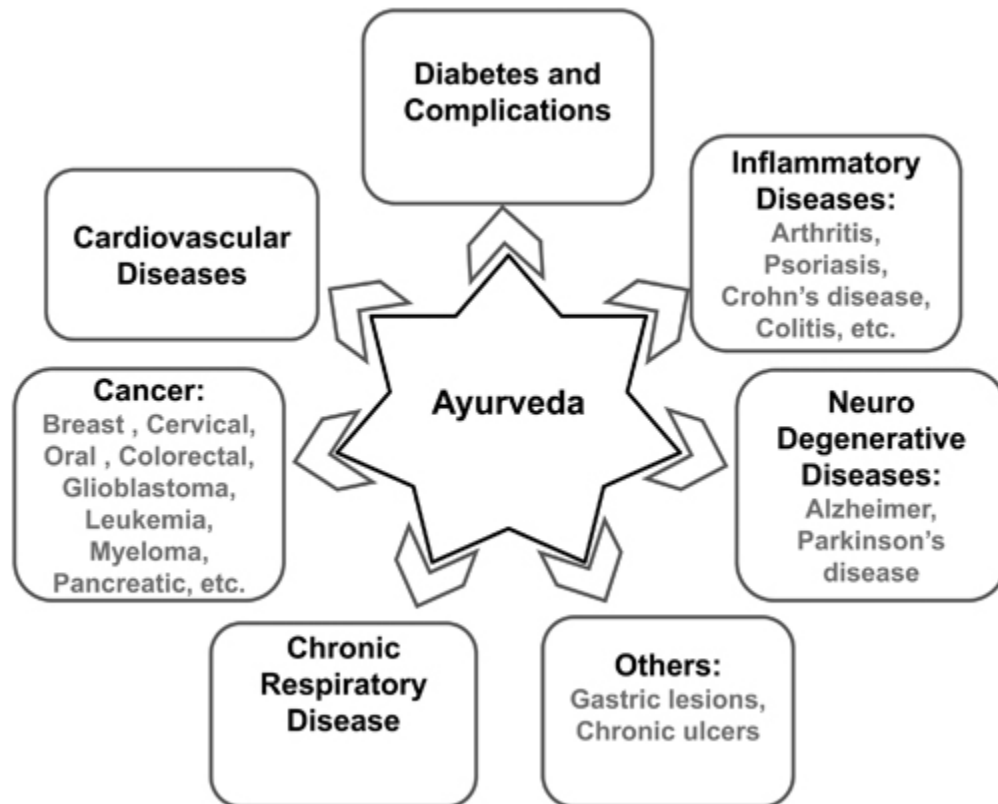 Diabetes and
Complications
Inflammatory
Diseases:
Arthritis,
Psoriasis,
Crohn’s disease,
Colitis, etc.
Cardiovascular
Diseases
Ayurveda
Cancer:
Breast , Cervical,
Oral , Colorectal,
Glioblastoma,
Leukemia,
Myeloma,
Pancreatic, etc.
Neuro
Degenerative
Diseases:
Alzheimer,
Parkinson’s
disease
Chronic
Respiratory
Disease
Others:
Gastric lesions,
Chronic ulcers